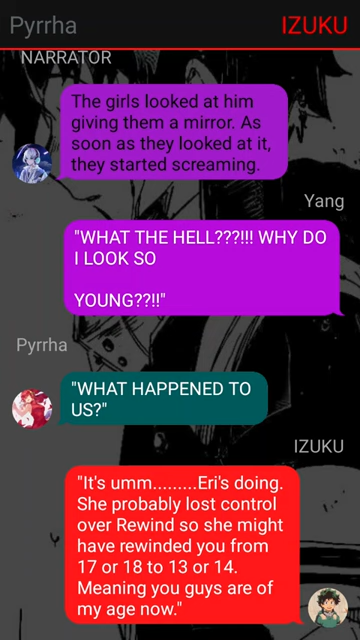 Pyrrha IZUKU
NARRATOR
The girls looked at him
giving them a mirror. As
soon as they looked at it,
they started screaming.
Yang
"WHAT THE HELL???!!! WHY DO
I LOOK SO
YOUNG??!!"
Pyrrha
"WHAT HAPPENED TO
US?"
IZUKU
"It's umm.........Eri's doing.
She probably lost control
over Rewind so she might
have rewinded you from
17 or 18 to 13 or 14.
Meaning you guys are of
my age now."